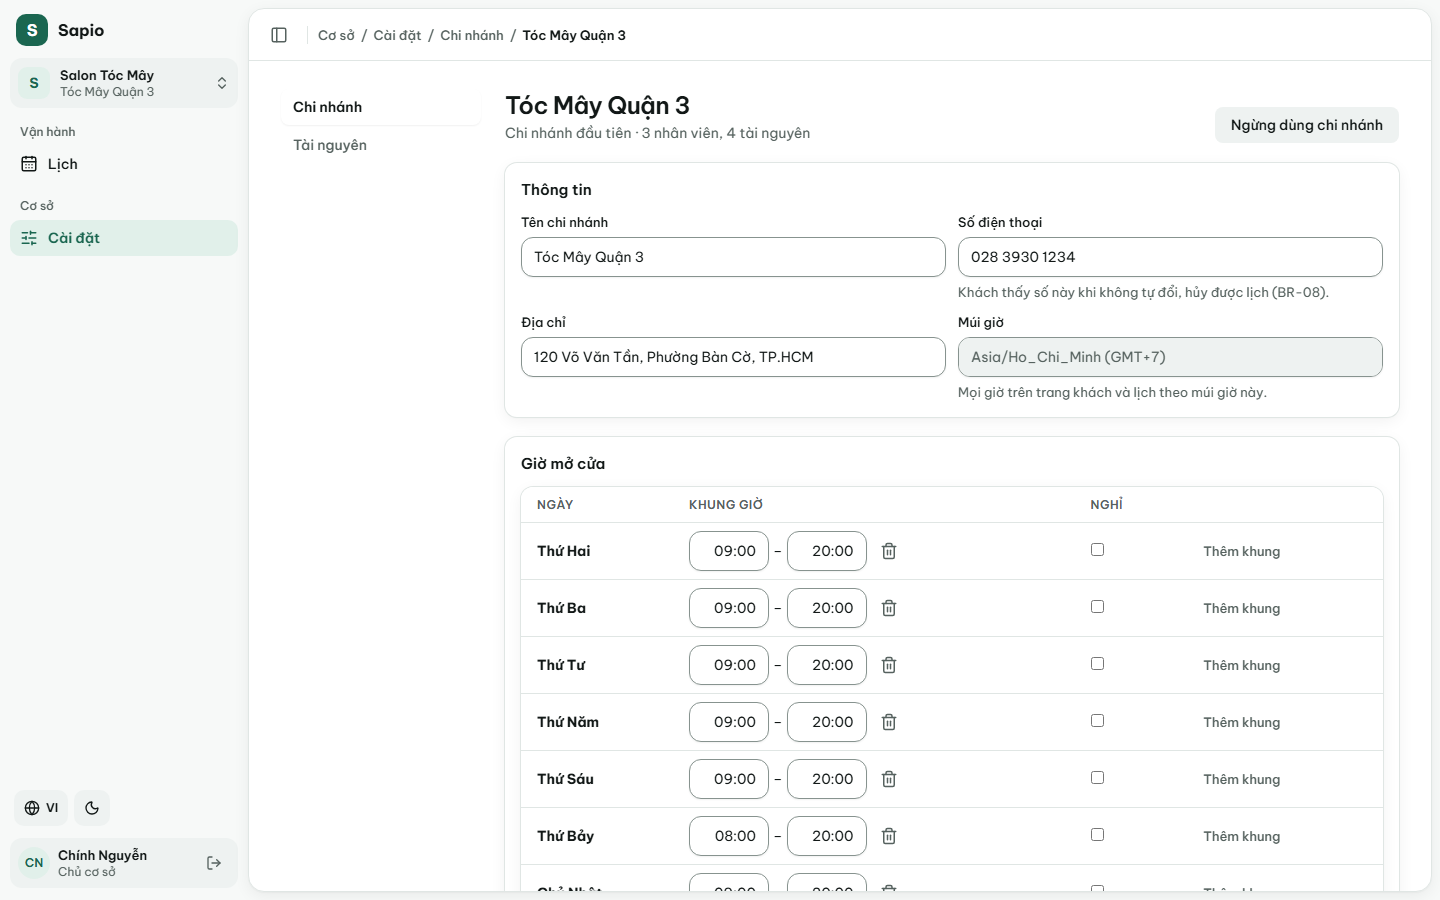 S Sapio
S Salon Tóc Mây
Tóc Mây Quận 3
Vận hành
Lịch
Cơ sở
Cài đặt
VI
CN Chính Nguyễn
Chủ cơ sở
Cơ sở / Cài đặt / Chi nhánh / Tóc Mây Quận 3
Chi nhánh
Tài nguyên
Tóc Mây Quận 3
Chi nhánh đầu tiên · 3 nhân viên, 4 tài nguyên
Ngừng dùng chi nhánh
Thông tin
Tên chi nhánh
Tóc Mây Quận 3
Số điện thoại
028 3930 1234
Khách thấy số này khi không tự đổi, hủy được lịch (BR-08).
Địa chỉ
120 Võ Văn Tần, Phường Bàn Cờ, TP.HCM
Múi giờ
Asia/Ho_Chi_Minh (GMT+7)
Mọi giờ trên trang khách và lịch theo múi giờ này.
Giờ mở cửa
NGÀY KHUNG GIỜ NGHỈ
Thứ Hai 09:00 – 20:00 Thêm khung
Thứ Ba 09:00 – 20:00 Thêm khung
Thứ Tư 09:00 – 20:00 Thêm khung
Thứ Năm 09:00 – 20:00 Thêm khung
Thứ Sáu 09:00 – 20:00 Thêm khung
Thứ Bảy 08:00 – 20:00 Thêm khung